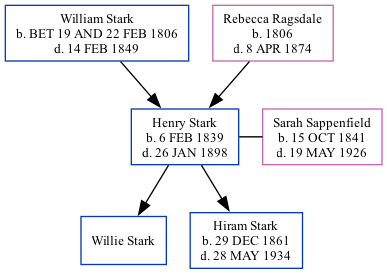 William Stark
b. BET 19 AND 22 FEB 1806
d. 14 FEB 1849
Rebecca Ragsdale
b. 1806
d. 8 APR 1874
Henry Stark
b. 6 FEB 1839
d. 26 JAN 1898
Sarah Sappenfield
b. 15 OCT 1841
d. 19 MAY 1926
Willie Stark
Hiram Stark
b. 29 DEC 1861
d. 28 MAY 1934